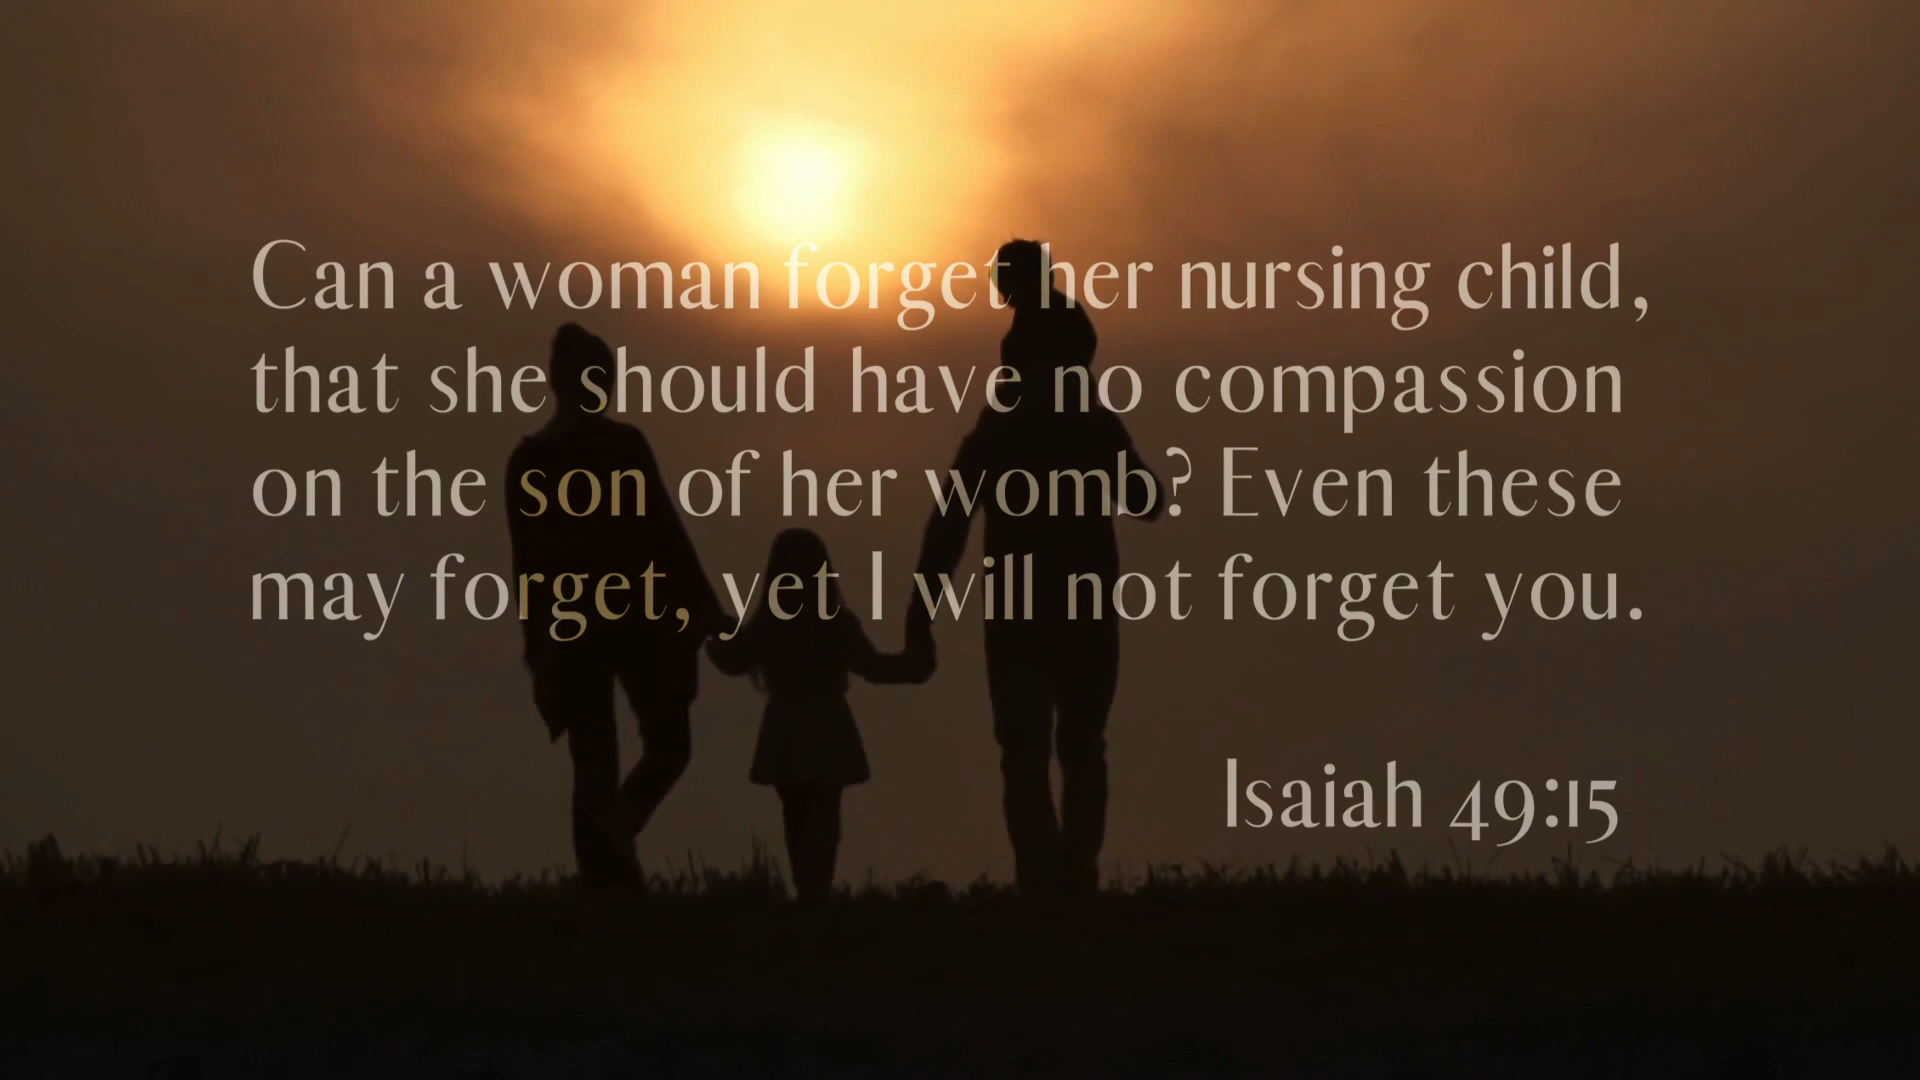 Can a woman forget her nursing child,
that she should have no compassion
on the son of her womb? Even these
may forget, yet I will not forget you.
Isaiah 49:15